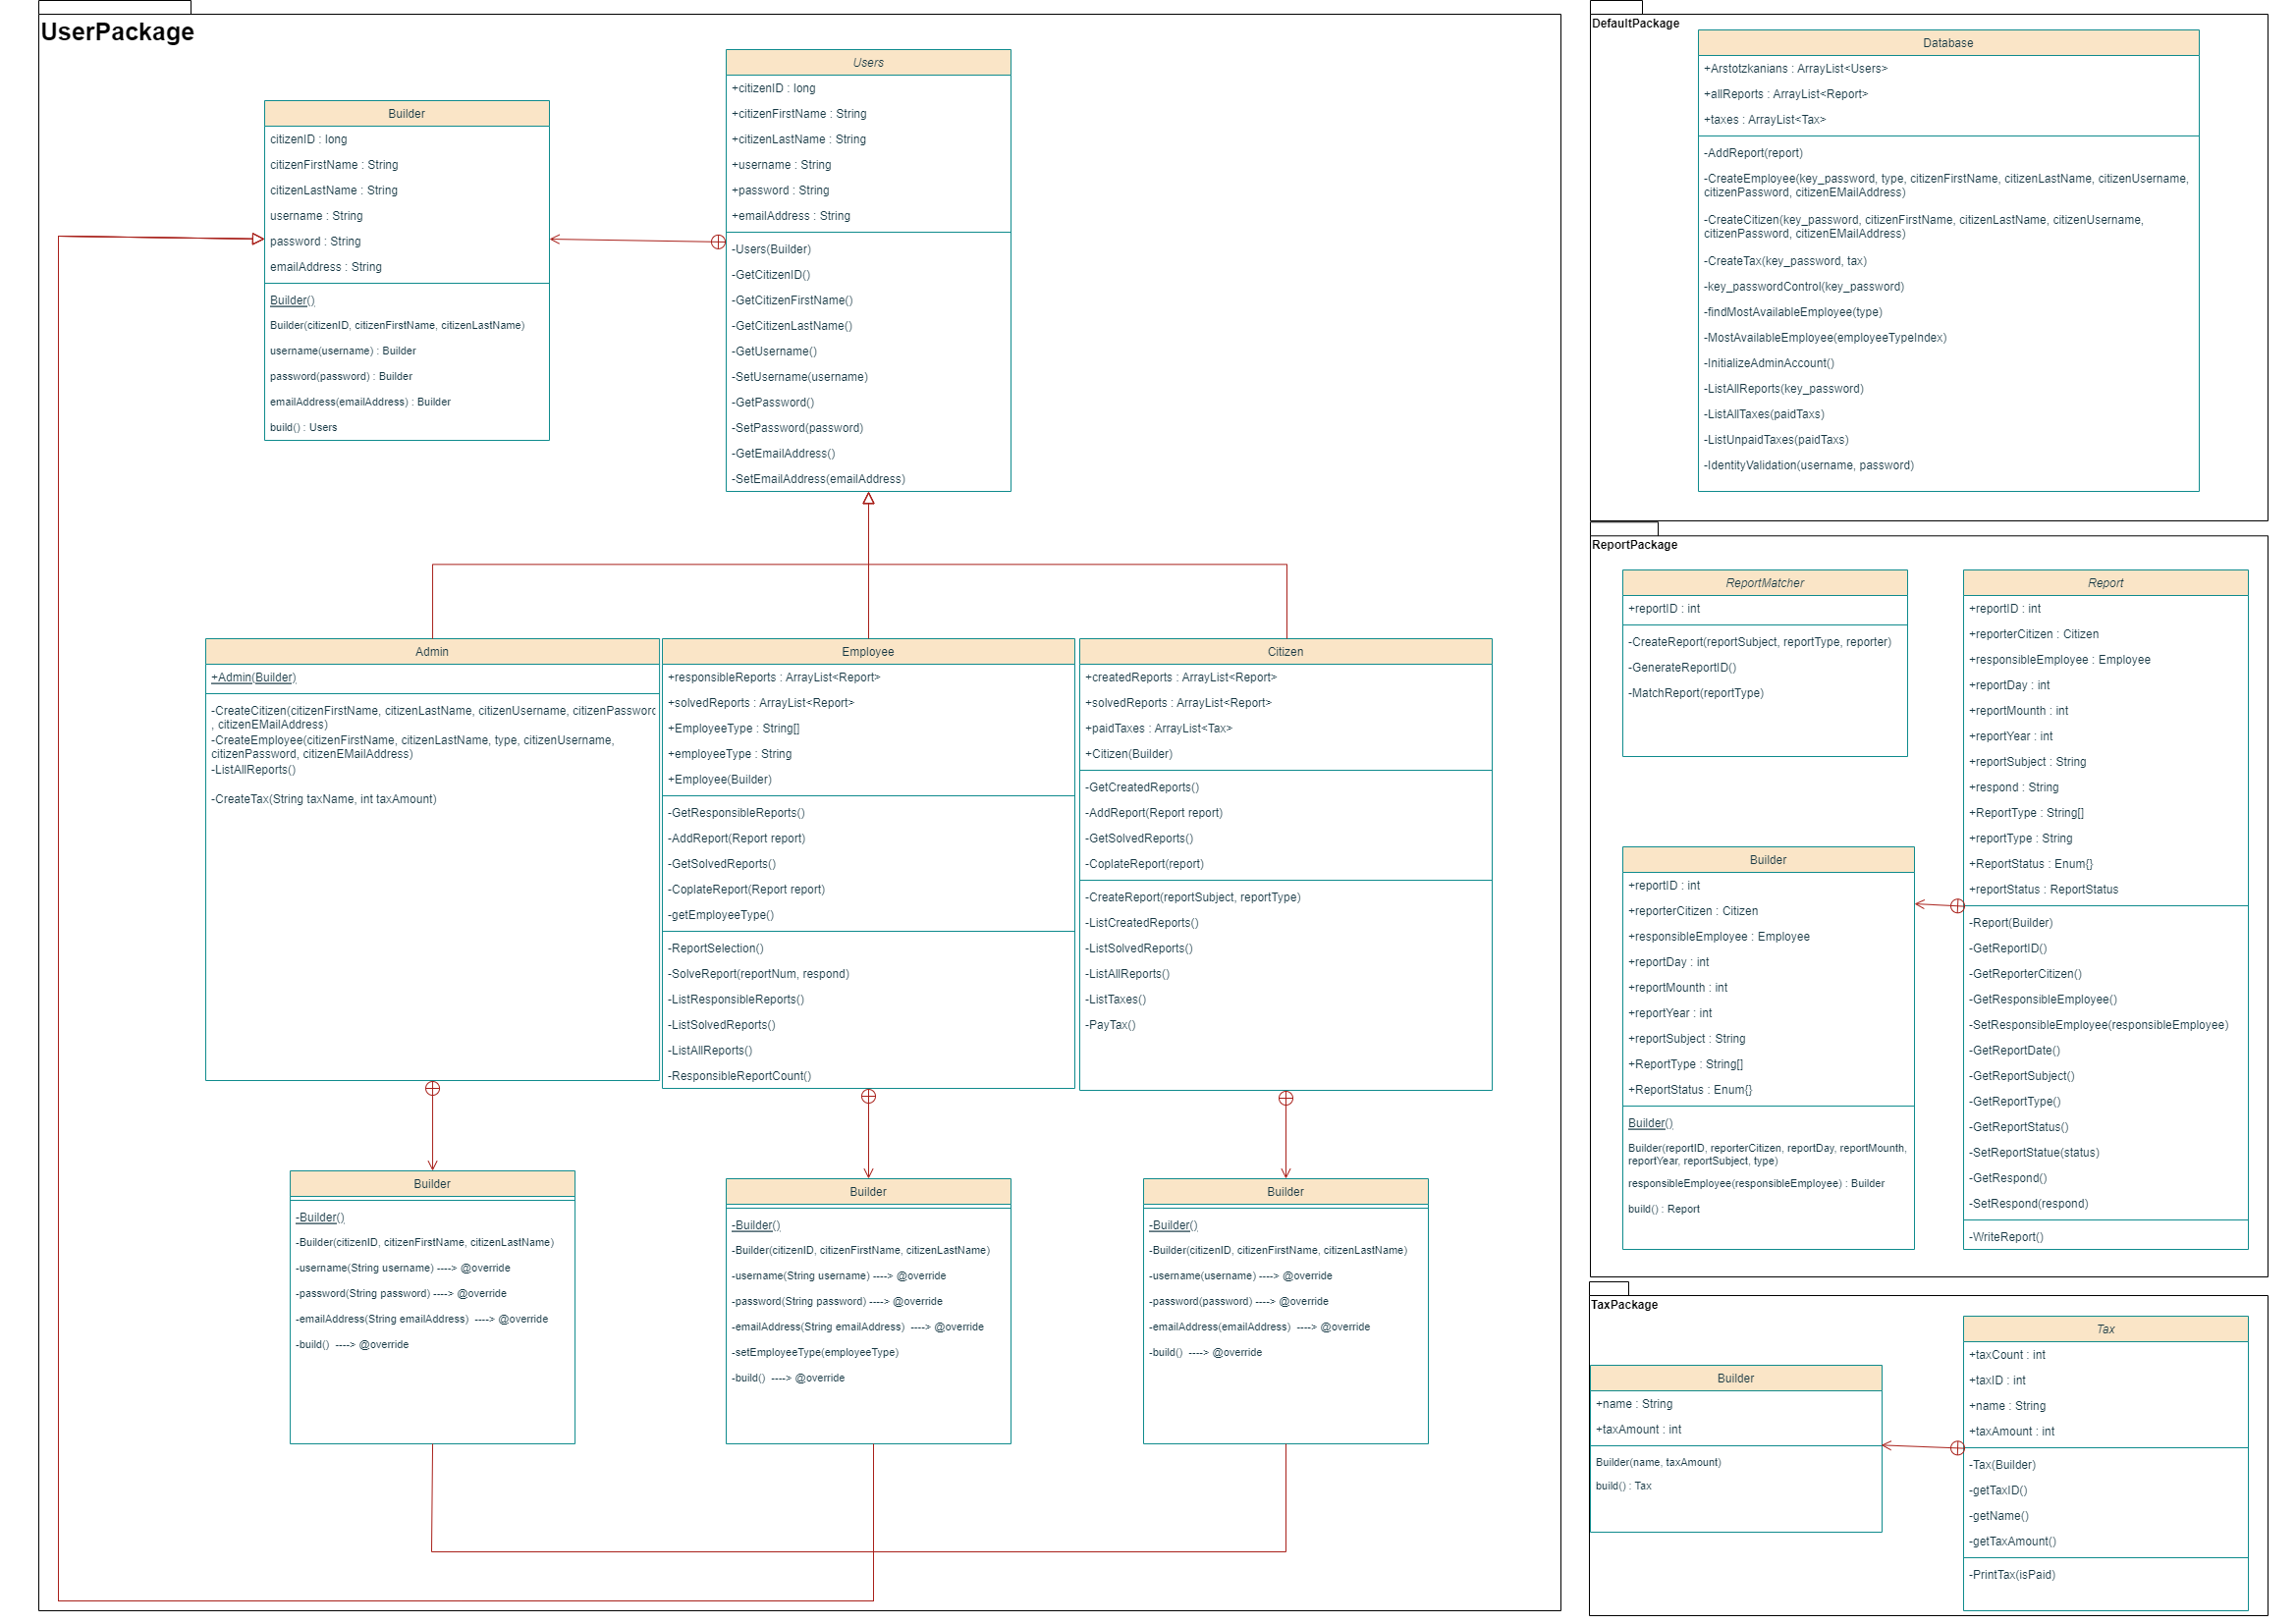 UserPackage
Users
+citizenID : long
+citizenFirstName : String
+citizenLastName : String
+username : String
+password : String
+emailAddress : String
-Users(Builder)
-GetCitizenID()
-GetCitizenFirstName()
-GetCitizenLastName()
-GetUsername()
-SetUsername(username)
-GetPassword()
-SetPassword(password)
-GetEmailAddress()
-SetEmailAddress(emailAddress)
Builder
citizenID : long
citizenFirstName : String
citizenLastName : String
username : String
password : String
emailAddress : String
Builder()
Builder(citizenID, citizenFirstName, citizenLastName)
username(username) : Builder
password(password) : Builder
emailAddress(emailAddress) : Builder
build() : Users
Admin
+Admin(Builder)
-CreateCitizen(citizenFirstName, citizenLastName, citizenUsername, citizenPassword
, citizenEMailAddress)
-CreateEmployee(citizenFirstName, citizenLastName, type, citizenUsername,
citizenPassword, citizenEMailAddress)
-ListAllReports()
-CreateTax(String taxName, int taxAmount)
Employee
+responsibleReports : ArrayList<Report>
+solvedReports : ArrayList<Report>
+EmployeeType : String[]
+employeeType : String
+Employee(Builder)
-GetResponsibleReports()
-AddReport(Report report)
-GetSolvedReports()
-CoplateReport(Report report)
-getEmployeeType()
-ReportSelection()
-SolveReport(reportNum, respond)
-ListResponsibleReports()
-ListSolvedReports()
-ListAllReports()
-ResponsibleReportCount()
Citizen
+createdReports : ArrayList<Report>
+solvedReports : ArrayList<Report>
+paidTaxes : ArrayList<Tax>
+Citizen(Builder)
-GetCreatedReports()
-AddReport(Report report)
-GetSolvedReports()
-CoplateReport(report)
-CreateReport(reportSubject, reportType)
-ListCreatedReports()
-ListSolvedReports()
-ListAllReports()
-ListTaxes()
-PayTax()
Builder
-Builder()
-Builder(citizenID, citizenFirstName, citizenLastName)
-username(String username) ----> @override
-password(String password) ----> @override
-emailAddress(String emailAddress) ----> @override
-build() ----> @override
Builder
-Builder()
-Builder(citizenID, citizenFirstName, citizenLastName)
-username(String username) ----> @override
-password(String password) ----> @override
-emailAddress(String emailAddress) ----> @override
-setEmployeeType(employeeType)
-build() ----> @override
Builder
-Builder()
-Builder(citizenID, citizenFirstName, citizenLastName)
-username(username) ----> @override
-password(password) ----> @override
-emailAddress(emailAddress) ----> @override
-build() ----> @override
DefaultPackage
Database
+Arstotzkanians : ArrayList<Users>
+allReports : ArrayList<Report>
+taxes : ArrayList<Tax>
-AddReport(report)
-CreateEmployee(key_password, type, citizenFirstName, citizenLastName, citizenUsername,
citizenPassword, citizenEMailAddress)
-CreateCitizen(key_password, citizenFirstName, citizenLastName, citizenUsername,
citizenPassword, citizenEMailAddress)
-CreateTax(key_password, tax)
-key_passwordControl(key_password)
-findMostAvailableEmployee(type)
-MostAvailableEmployee(employeeTypeIndex)
-InitializeAdminAccount()
-ListAllReports(key_password)
-ListAllTaxes(paidTaxs)
-ListUnpaidTaxes(paidTaxs)
-IdentityValidation(username, password)
ReportPackage
ReportMatcher
+reportID : int
-CreateReport(reportSubject, reportType, reporter)
-GenerateReportID()
-MatchReport(reportType)
Report
+reportID : int
+reporterCitizen : Citizen
+responsibleEmployee : Employee
+reportDay : int
+reportMounth : int
+reportYear : int
+reportSubject : String
+respond : String
+ReportType : String[]
+reportType : String
+ReportStatus : Enum{}
+reportStatus : ReportStatus
-Report(Builder)
-GetReportID()
-GetReporterCitizen()
-GetResponsibleEmployee()
-SetResponsibleEmployee(responsibleEmployee)
-GetReportDate()
-GetReportSubject()
-GetReportType()
-GetReportStatus()
-SetReportStatue(status)
-GetRespond()
-SetRespond(respond)
-WriteReport()
Builder
+reportID : int
+reporterCitizen : Citizen
+responsibleEmployee : Employee
+reportDay : int
+reportMounth : int
+reportYear : int
+reportSubject : String
+ReportType : String[]
+ReportStatus : Enum{}
Builder()
Builder(reportID, reporterCitizen, reportDay, reportMounth,
reportYear, reportSubject, type)
responsibleEmployee(responsibleEmployee) : Builder
build() : Report
TaxPackage
Tax
+taxCount : int
+taxID : int
+name : String
+taxAmount : int
-Tax(Builder)
-getTaxID()
-getName()
-getTaxAmount()
-PrintTax(isPaid)
Builder
+name : String
+taxAmount : int
Builder(name, taxAmount)
build() : Tax